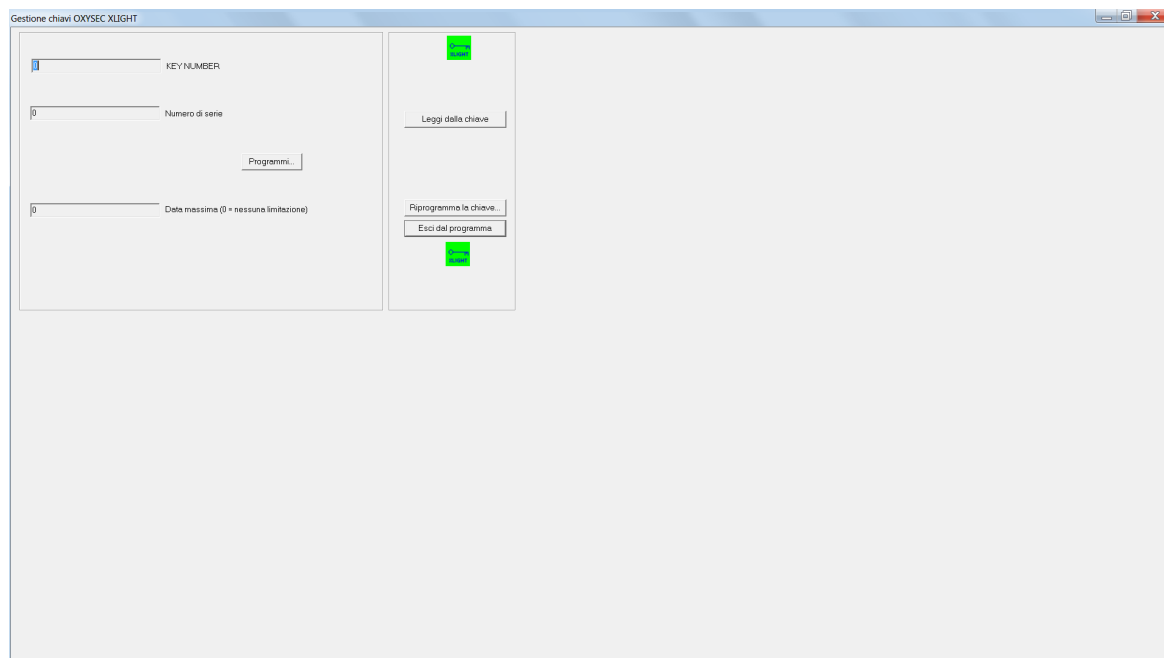 Gestione chiavi OXYSEC XLIGHT
0 KEY NUMBER
0 Numero di serie
Programmi...
0 Data massima (0 = nessuna limitazione)
XLIGHT
Leggi dalla chiave
Riprogramma la chiave...
Esci dal programma
XLIGHT